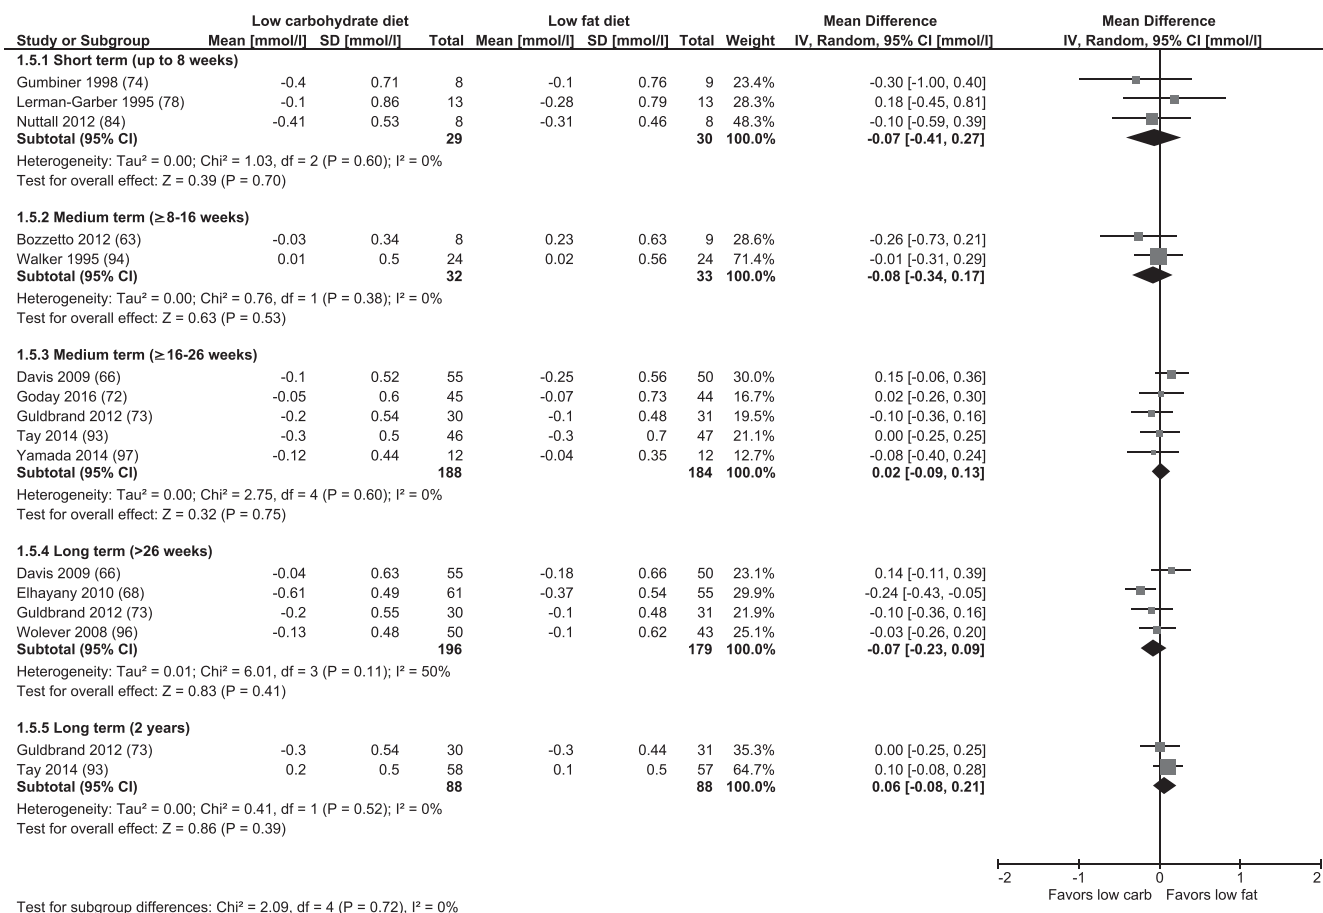 Low carbohydrate diet Low fat diet Mean Difference Mean Difference
Study or Subgroup Mean [mmol/l] SD [mmol/l] Total Mean [mmol/l] SD [mmol/l] Total Weight IV, Random, 95% CI [mmol/l] IV, Random, 95% CI [mmol/l]
1.5.1 Short term (up to 8 weeks)
Gumbiner 1998 (74) -0.4 0.71 8 -0.1 0.76 9 23.4% -0.30 [-1.00, 0.40]
Lerman-Garber 1995 (78) -0.1 0.86 13 -0.28 0.79 13 28.3% 0.18 [-0.45, 0.81]
Nuttall 2012 (84) -0.41 0.53 8 -0.31 0.46 8 48.3% -0.10 [-0.59, 0.39]
Subtotal (95% CI) 29 30 100.0% -0.07 [-0.41, 0.27]
Heterogeneity: Tau² = 0.00; Chi² = 1.03, df = 2 (P = 0.60); I² = 0%
Test for overall effect: Z = 0.39 (P = 0.70)
1.5.2 Medium term (≥8-16 weeks)
Bozzetto 2012 (63) -0.03 0.34 8 0.23 0.63 9 28.6% -0.26 [-0.73, 0.21]
Walker 1995 (94) 0.01 0.5 24 0.02 0.56 24 71.4% -0.01 [-0.31, 0.29]
Subtotal (95% CI) 32 33 100.0% -0.08 [-0.34, 0.17]
Heterogeneity: Tau² = 0.00; Chi² = 0.76, df = 1 (P = 0.38); I² = 0%
Test for overall effect: Z = 0.63 (P = 0.53)
1.5.3 Medium term (≥16-26 weeks)
Davis 2009 (66) -0.1 0.52 55 -0.25 0.56 50 30.0% 0.15 [-0.06, 0.36]
Goday 2016 (72) -0.05 0.6 45 -0.07 0.73 44 16.7% 0.02 [-0.26, 0.30]
Guldbrand 2012 (73) -0.2 0.54 30 -0.1 0.48 31 19.5% -0.10 [-0.36, 0.16]
Tay 2014 (93) -0.3 0.5 46 -0.3 0.7 47 21.1% 0.00 [-0.25, 0.25]
Yamada 2014 (97) -0.12 0.44 12 -0.04 0.35 12 12.7% -0.08 [-0.40, 0.24]
Subtotal (95% CI) 188 184 100.0% 0.02 [-0.09, 0.13]
Heterogeneity: Tau² = 0.00; Chi² = 2.75, df = 4 (P = 0.60); I² = 0%
Test for overall effect: Z = 0.32 (P = 0.75)
1.5.4 Long term (>26 weeks)
Davis 2009 (66) -0.04 0.63 55 -0.18 0.66 50 23.1% 0.14 [-0.11, 0.39]
Elhayany 2010 (68) -0.61 0.49 61 -0.37 0.54 55 29.9% -0.24 [-0.43, -0.05]
Guldbrand 2012 (73) -0.2 0.55 30 -0.1 0.48 31 21.9% -0.10 [-0.36, 0.16]
Wolever 2008 (96) -0.13 0.48 50 -0.1 0.62 43 25.1% -0.03 [-0.26, 0.20]
Subtotal (95% CI) 196 179 100.0% -0.07 [-0.23, 0.09]
Heterogeneity: Tau² = 0.01; Chi² = 6.01, df = 3 (P = 0.11); I² = 50%
Test for overall effect: Z = 0.83 (P = 0.41)
1.5.5 Long term (2 years)
Guldbrand 2012 (73) -0.3 0.54 30 -0.3 0.44 31 35.3% 0.00 [-0.25, 0.25]
Tay 2014 (93) 0.2 0.5 58 0.1 0.5 57 64.7% 0.10 [-0.08, 0.28]
Subtotal (95% CI) 88 88 100.0% 0.06 [-0.08, 0.21]
Heterogeneity: Tau² = 0.00; Chi² = 0.41, df = 1 (P = 0.52); I² = 0%
Test for overall effect: Z = 0.86 (P = 0.39)
-2 -1 0 1 2
Favors low carb Favors low fat
Test for subgroup differences: Chi² = 2.09, df = 4 (P = 0.72), I² = 0%